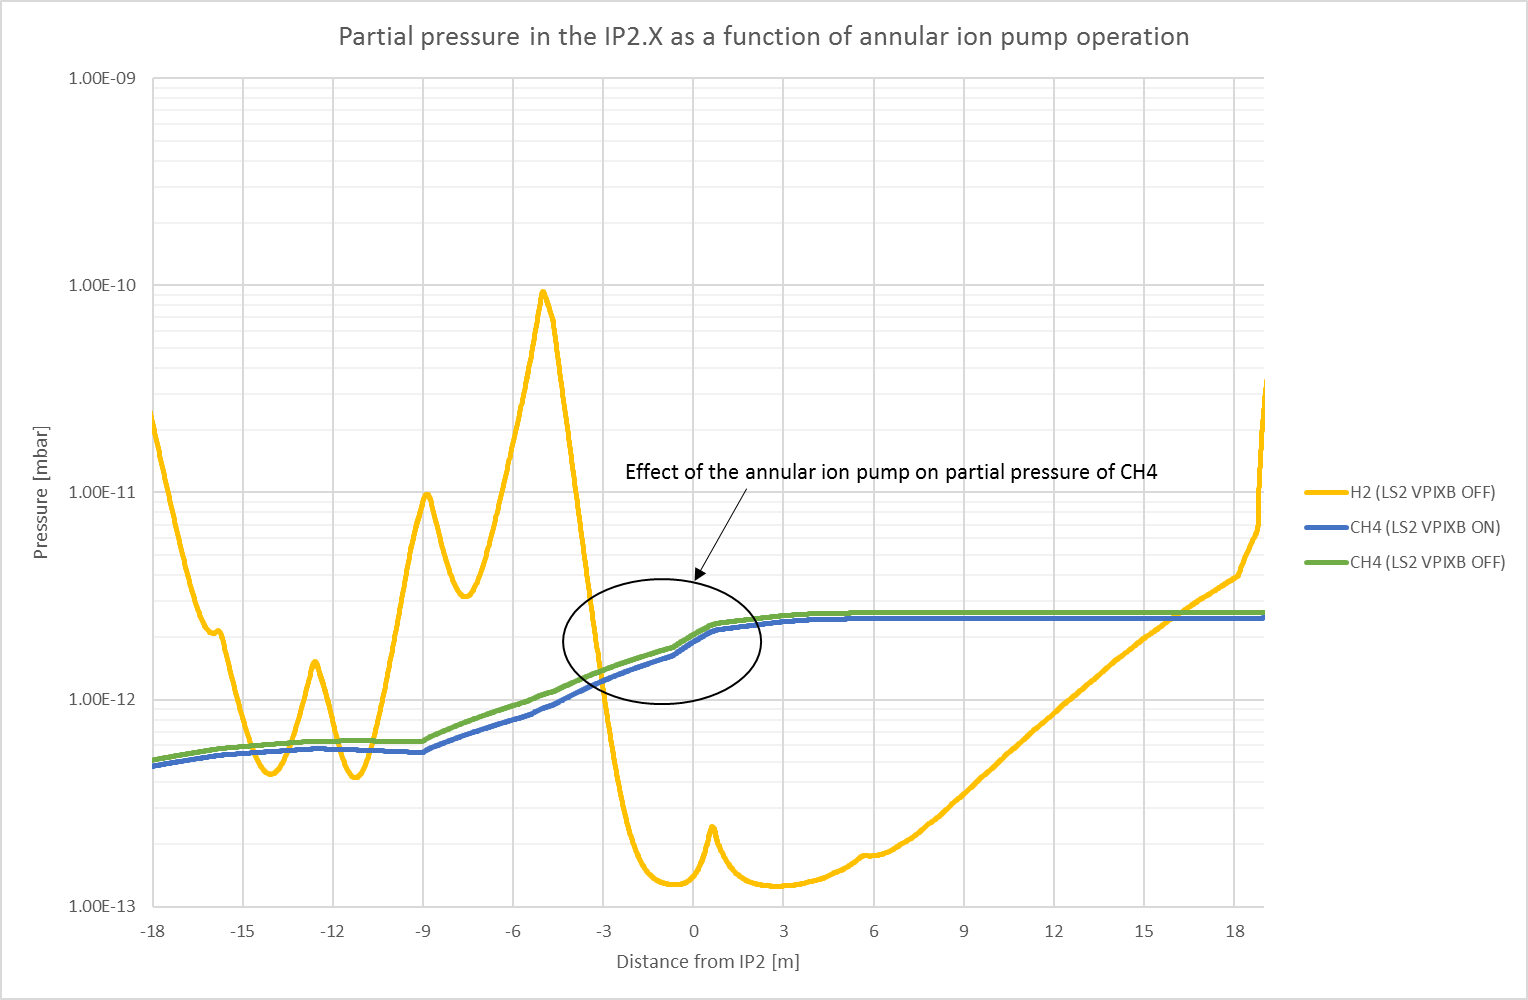 Partial pressure in the IP2.X as a function of annular ion pump operation
1.00E-09
1.00E-10
1.00E-11
1.00E-12
1.00E-13
Pressure [mbar]
Effect of the annular ion pump on partial pressure of CH4
H2 (LS2 VPIXB OFF)
CH4 (LS2 VPIXB ON)
CH4 (LS2 VPIXB OFF)
-18 -15 -12 -9 -6 -3 0 3 6 9 12 15 18
Distance from IP2 [m]